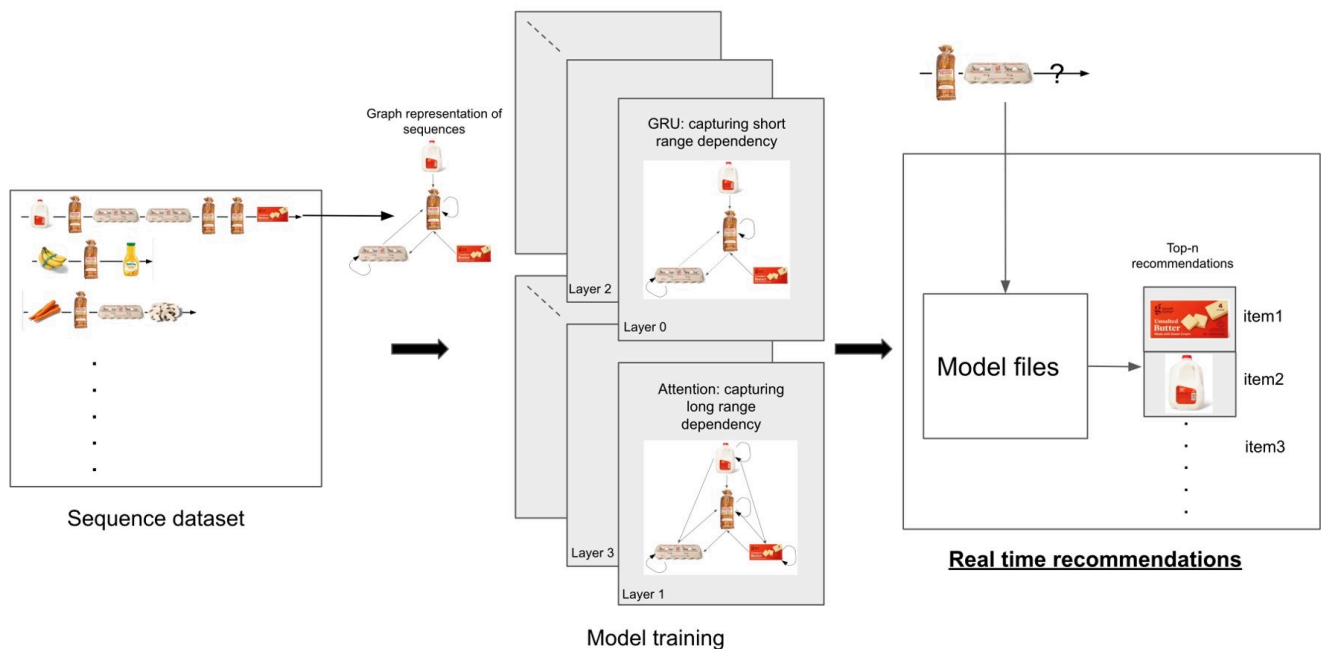 Graph representation of
sequences
Sequence dataset
Layer 2
GRU: capturing short
range dependency
Layer 0
Layer 3
Attention: capturing
long range
dependency
Layer 1
Model training
?
Model files
Top-n
recommendations
Unsalted
Butter
4
item1
item2
item3
Real time recommendations